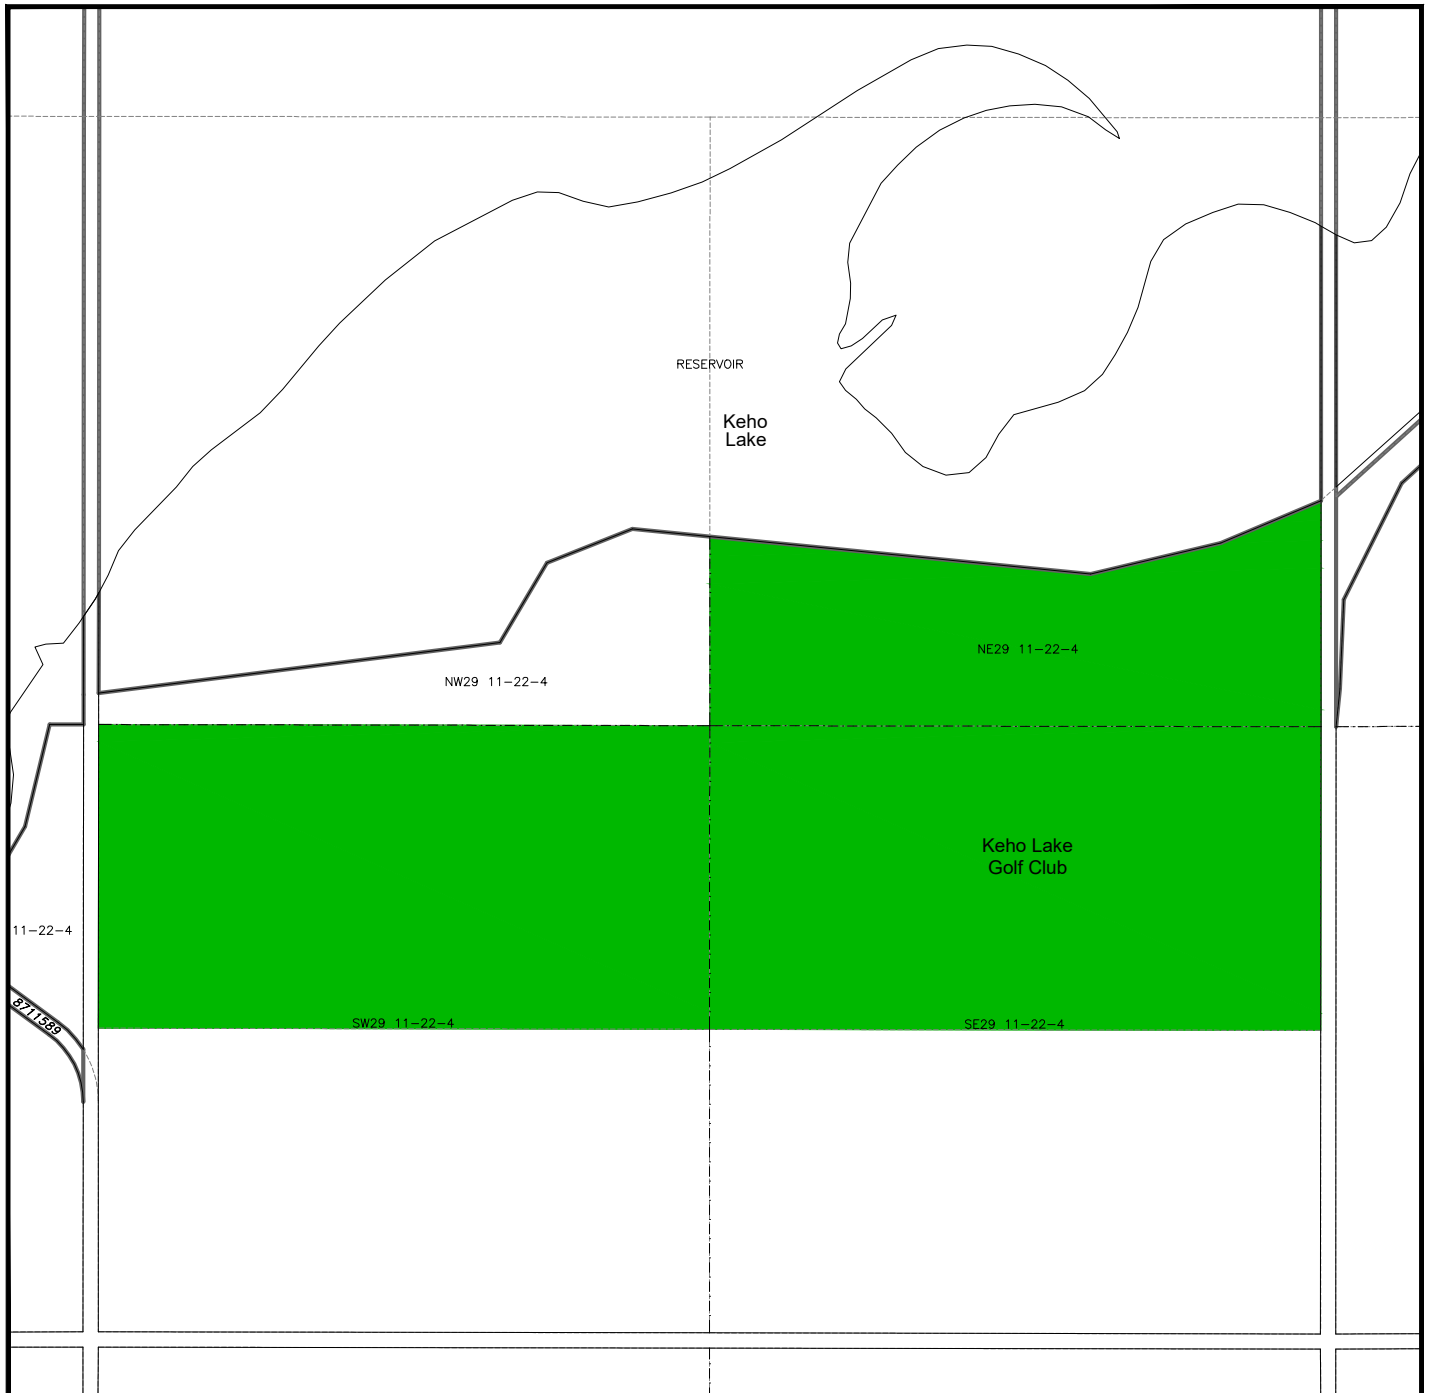 RESERVOIR
Keho
Lake
NE29 11-22-4
NW29 11-22-4
Keho Lake
Golf Club
11-22-4
8711589
SW29 11-22-4
SE29 11-22-4